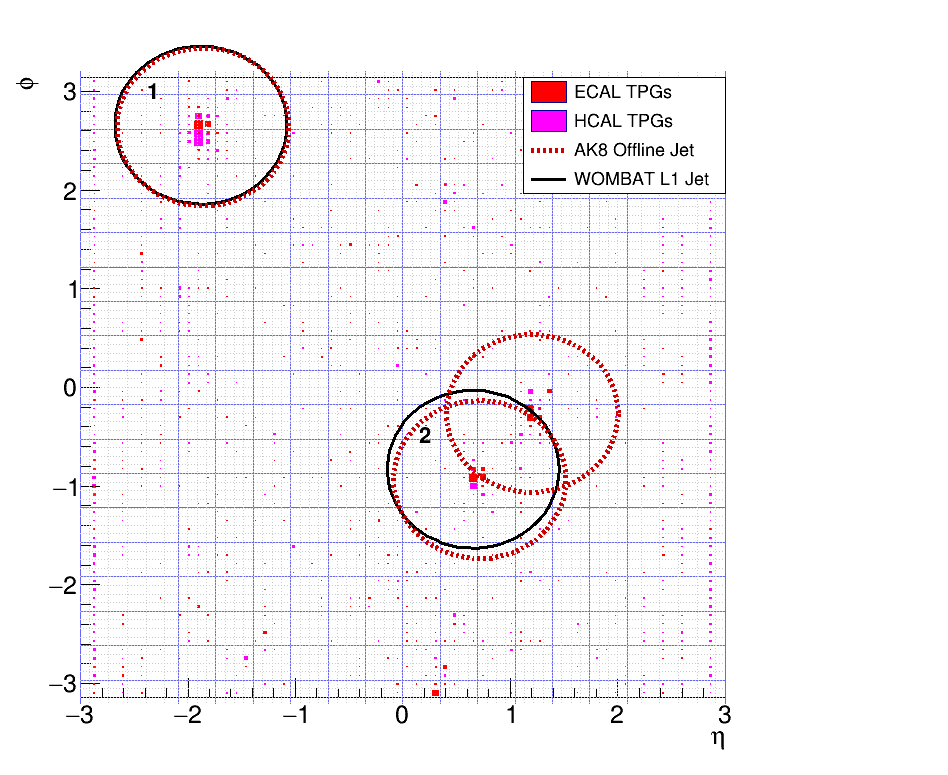 ϕ
3
2
1
0
−1
−2
−3
−3 −2 −1 0 1 2 3
η
1
2
ECAL TPGs
HCAL TPGs
AK8 Offline Jet
WOMBAT L1 Jet